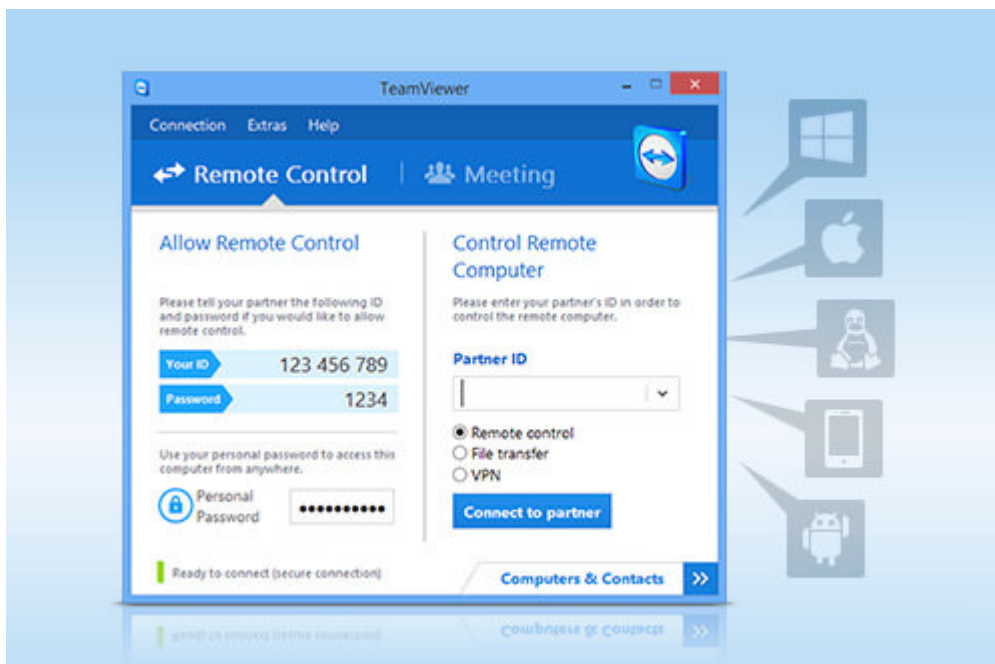 TeamViewer
Connection Extras Help
Remote Control
Meeting
Allow Remote Control
Please tell your partner the following ID
and password if you would like to allow
remote control.
Your ID 123 456 789
Password 1234
Use your personal password to access this
computer from anywhere.
Personal
Password
Ready to connect (secure connection)
Control Remote
Computer
Please enter your partner's ID in order to
control the remote computer.
Partner ID
Remote control
File transfer
VPN
Connect to partner
Computers & Contacts